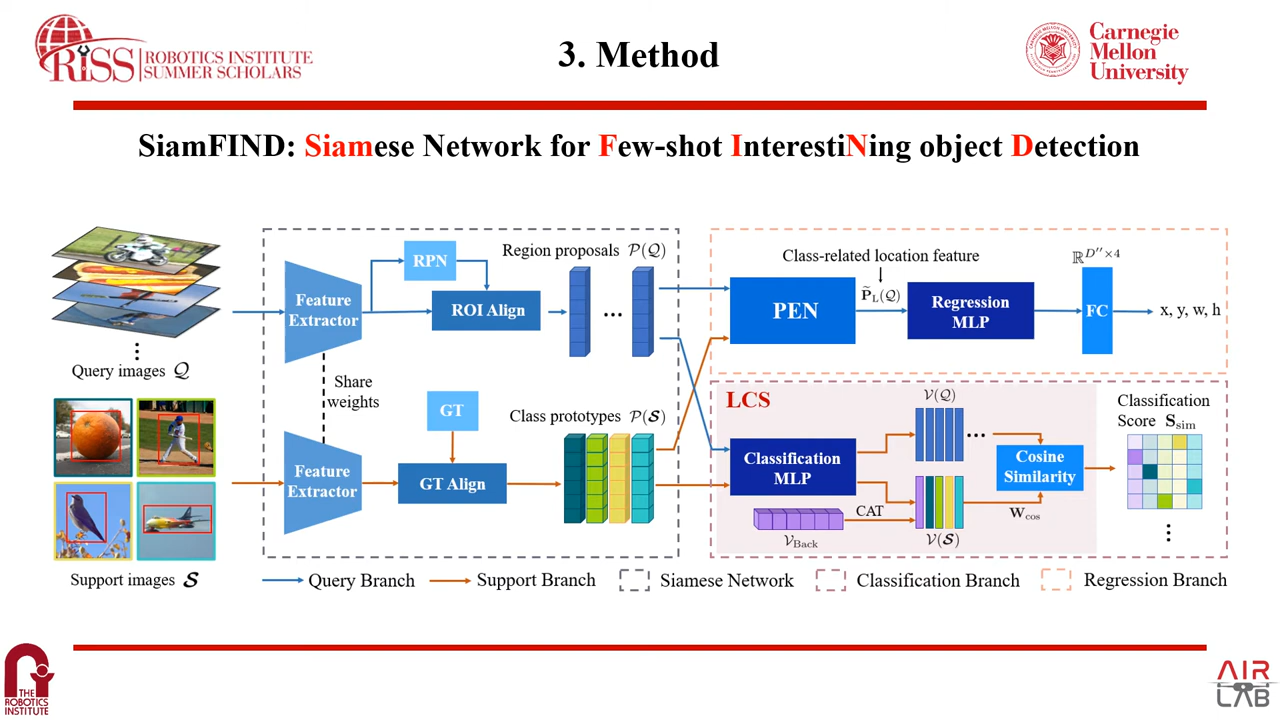 RISS ROBOTICS INSTITUTE
SUMMER SCHOLARS
3. Method
Carnegie
Mellon
University
SiamFIND: Siamese Network for Few-shot InterestiNing object Detection
Query images 𝒬
Support images 𝓢
Feature
Extractor
RPN
ROI Align
Region proposals 𝒫(𝒬)
Share
weights
Feature
Extractor
GT
GT Align
Class prototypes 𝒫(𝓢)
PEN
Class-related location feature
P̃_L(𝒬)
Regression
MLP
ℝ^{D''×4}
FC
x, y, w, h
LCS
Classification
MLP
𝒱_Back
CAT
𝒱(𝒬)
𝒱(𝓢)
Cosine
Similarity
W_cos
Classification
Score S_sim
Query Branch
Support Branch
Siamese Network
Classification Branch
Regression Branch
THE
ROBOTICS
INSTITUTE
AIR
LAB